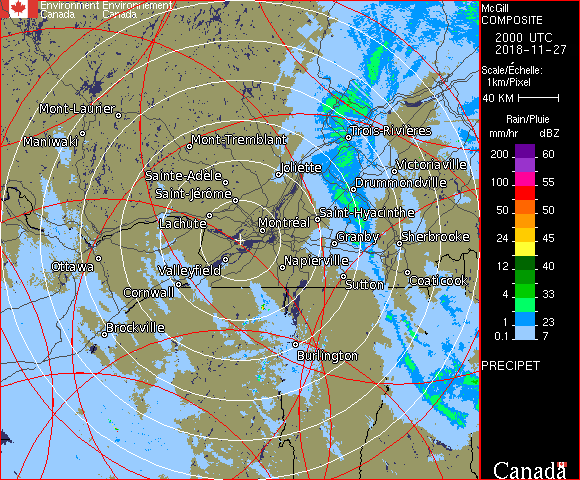 Environment Environnement
Canada Canada
McGill
COMPOSITE
2000 UTC
2018-11-27
Scale/Échelle:
1km/Pixel
40 KM
Rain/Pluie
mm/hr dBZ
200 60
150 57
100 55
50 50
24 45
12 40
4 33
1 23
0.1 7
PRECIPET
Canada
Mont-Laurier
Maniwaki
Mont-Tremblant
Trois-Rivières
Sainte-Adèle
Joliette
Victoriaville
Saint-Jérôme
Drummondville
Lachute
Montréal
Saint-Hyacinthe
Granby
Sherbrooke
Ottawa
Valleyfield
Napierville
Cornwall
Sutton
Coaticook
Brockville
Burlington